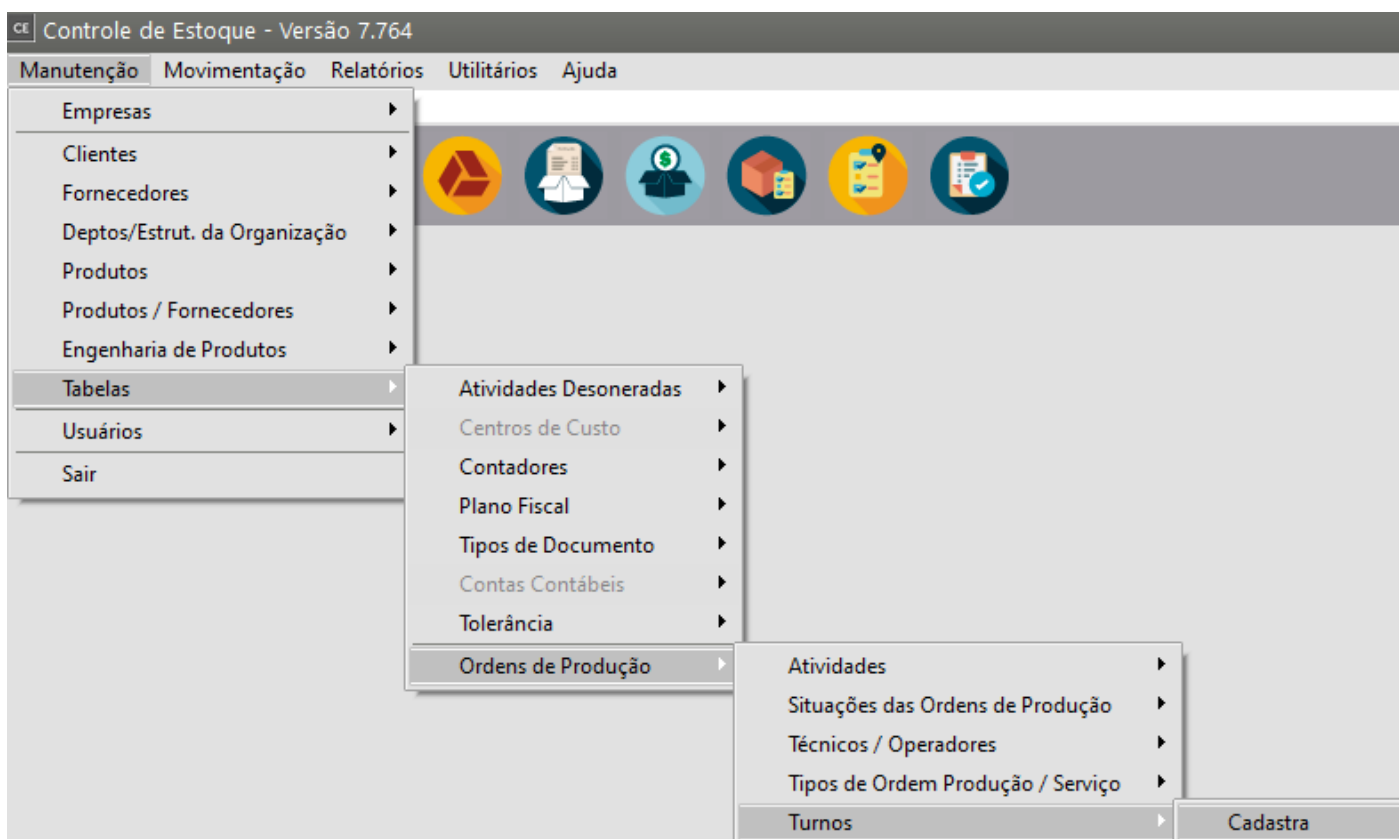 CE Controle de Estoque - Versão 7.764
Manutenção Movimentação Relatórios Utilitários Ajuda
Empresas
Clientes
Fornecedores
Deptos/Estrut. da Organização
Produtos
Produtos / Fornecedores
Engenharia de Produtos
Tabelas
Usuários
Sair
Atividades Desoneradas
Centros de Custo
Contadores
Plano Fiscal
Tipos de Documento
Contas Contábeis
Tolerância
Ordens de Produção
Atividades
Situações das Ordens de Produção
Técnicos / Operadores
Tipos de Ordem Produção / Serviço
Turnos
Cadastra